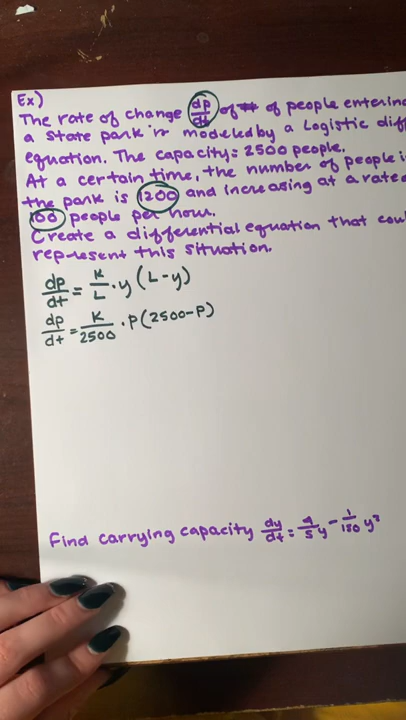 Ex)
The rate of change dp/dt of # of people entering
a state park is modeled by a Logistic diff
equation. The capacity = 2500 people.
At a certain time, the number of people i
the park is 1200 and increasing at a rate o
100 people per hour.
Create a differential equation that cou
represent this situation.
dp/dt = K/L · y (L - y)
dp/dt = K/2500 · P(2500-P)
Find carrying capacity dy/dt = 4/5 y - 1/150 y²